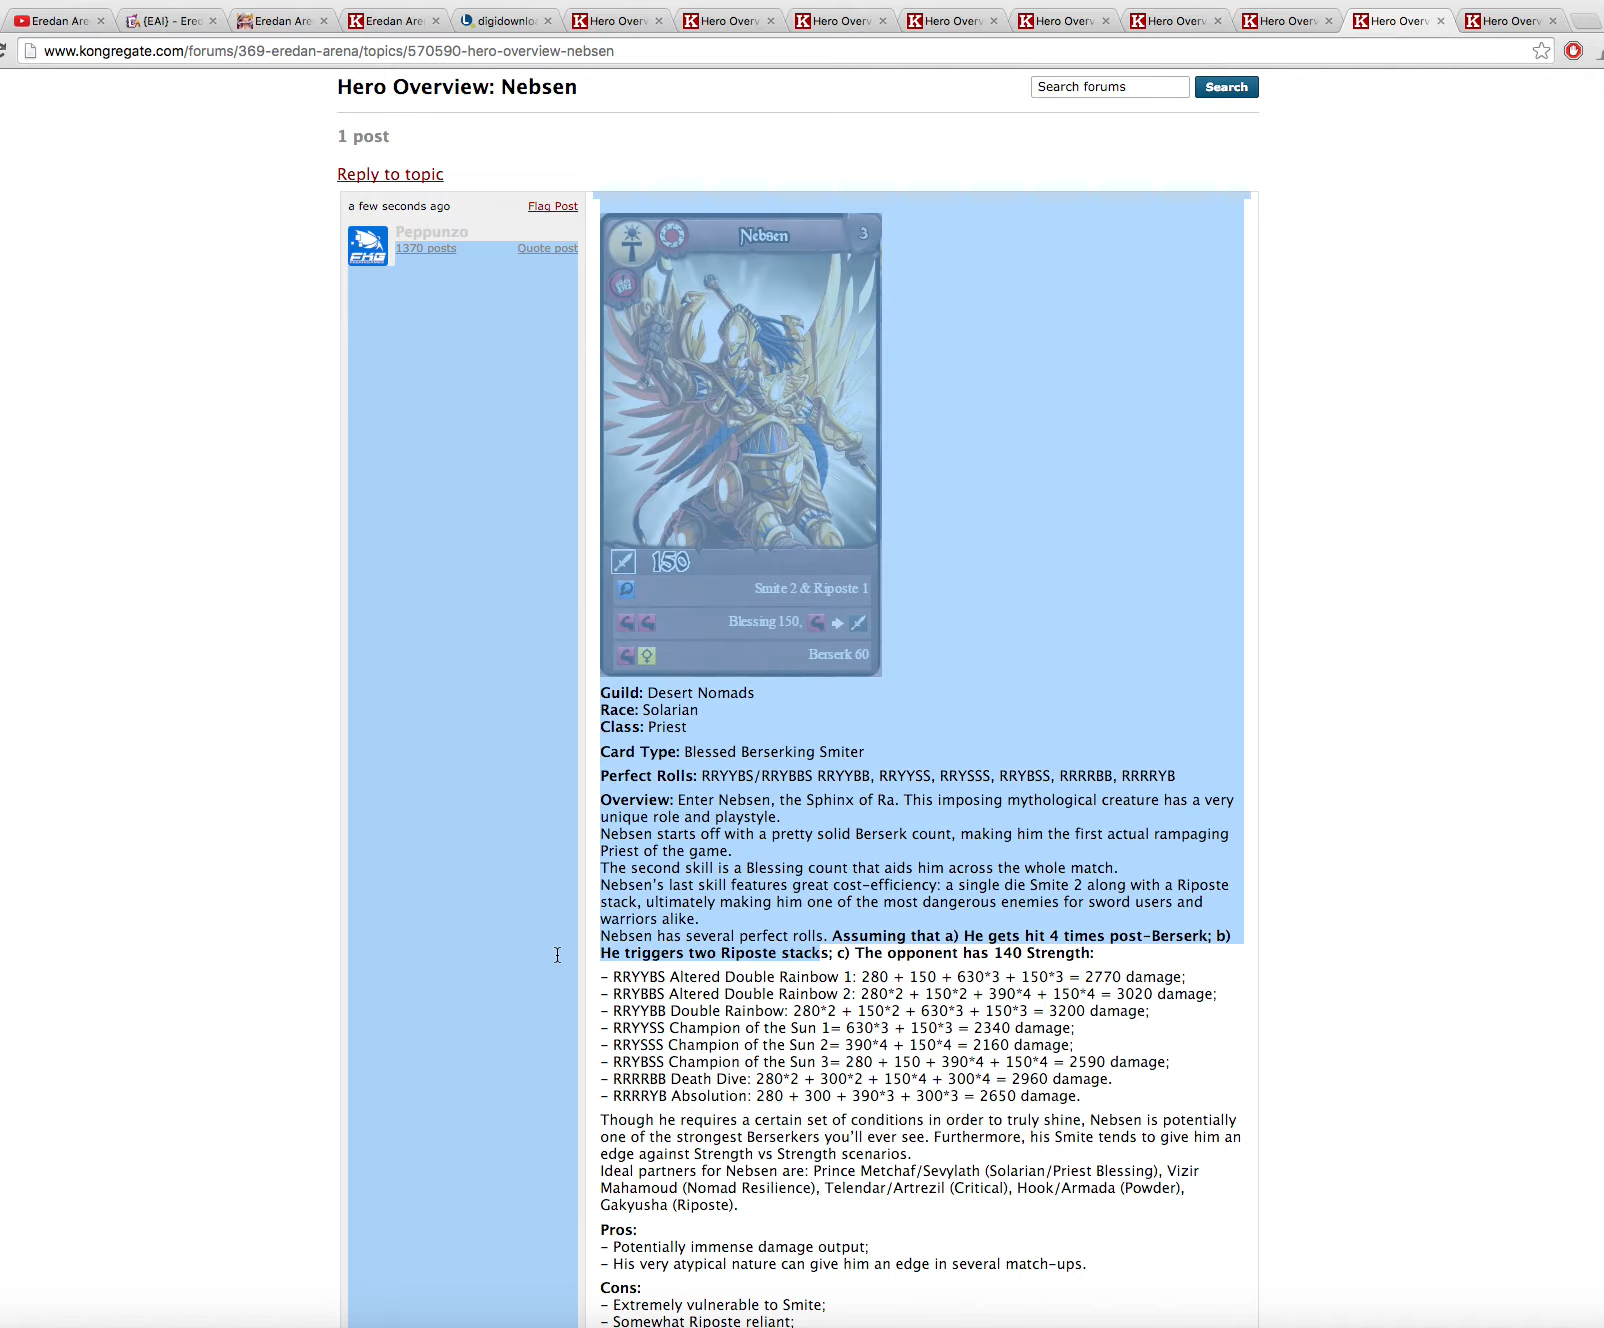 Eredan Are
{EAI} - Ered
Eredan Are
Eredan Are
digidownlo
Hero Overv
Hero Overv
Hero Overv
Hero Overv
Hero Overv
Hero Overv
Hero Overv
Hero Overv
Hero Overv
www.kongregate.com/forums/369-eredan-arena/topics/570590-hero-overview-nebsen
Hero Overview: Nebsen
Search forums
Search
1 post
Reply to topic
a few seconds ago
Flag Post
Peppunzo
1370 posts
Quote post
EKG
Nebsen
3
150
Smite 2 & Riposte 1
Blessing 150,
Berserk 60
Guild: Desert Nomads
Race: Solarian
Class: Priest
Card Type: Blessed Berserking Smiter
Perfect Rolls: RRYYBS/RRYBBS RRYYBB, RRYYSS, RRYSSS, RRYBSS, RRRRBB, RRRRYB
Overview: Enter Nebsen, the Sphinx of Ra. This imposing mythological creature has a very
unique role and playstyle.
Nebsen starts off with a pretty solid Berserk count, making him the first actual rampaging
Priest of the game.
The second skill is a Blessing count that aids him across the whole match.
Nebsen's last skill features great cost-efficiency: a single die Smite 2 along with a Riposte
stack, ultimately making him one of the most dangerous enemies for sword users and
warriors alike.
Nebsen has several perfect rolls. Assuming that a) He gets hit 4 times post-Berserk; b)
He triggers two Riposte stacks; c) The opponent has 140 Strength:
- RRYYBS Altered Double Rainbow 1: 280 + 150 + 630*3 + 150*3 = 2770 damage;
- RRYBBS Altered Double Rainbow 2: 280*2 + 150*2 + 390*4 + 150*4 = 3020 damage;
- RRYYBB Double Rainbow: 280*2 + 150*2 + 630*3 + 150*3 = 3200 damage;
- RRYYSS Champion of the Sun 1= 630*3 + 150*3 = 2340 damage;
- RRYSSS Champion of the Sun 2= 390*4 + 150*4 = 2160 damage;
- RRYBSS Champion of the Sun 3= 280 + 150 + 390*4 + 150*4 = 2590 damage;
- RRRRBB Death Dive: 280*2 + 300*2 + 150*4 + 300*4 = 2960 damage.
- RRRRYB Absolution: 280 + 300 + 390*3 + 300*3 = 2650 damage.
Though he requires a certain set of conditions in order to truly shine, Nebsen is potentially
one of the strongest Berserkers you'll ever see. Furthermore, his Smite tends to give him an
edge against Strength vs Strength scenarios.
Ideal partners for Nebsen are: Prince Metchaf/Sevylath (Solarian/Priest Blessing), Vizir
Mahamoud (Nomad Resilience), Telendar/Artrezil (Critical), Hook/Armada (Powder),
Gakyusha (Riposte).
Pros:
- Potentially immense damage output;
- His very atypical nature can give him an edge in several match-ups.
Cons:
- Extremely vulnerable to Smite;
- Somewhat Riposte reliant;